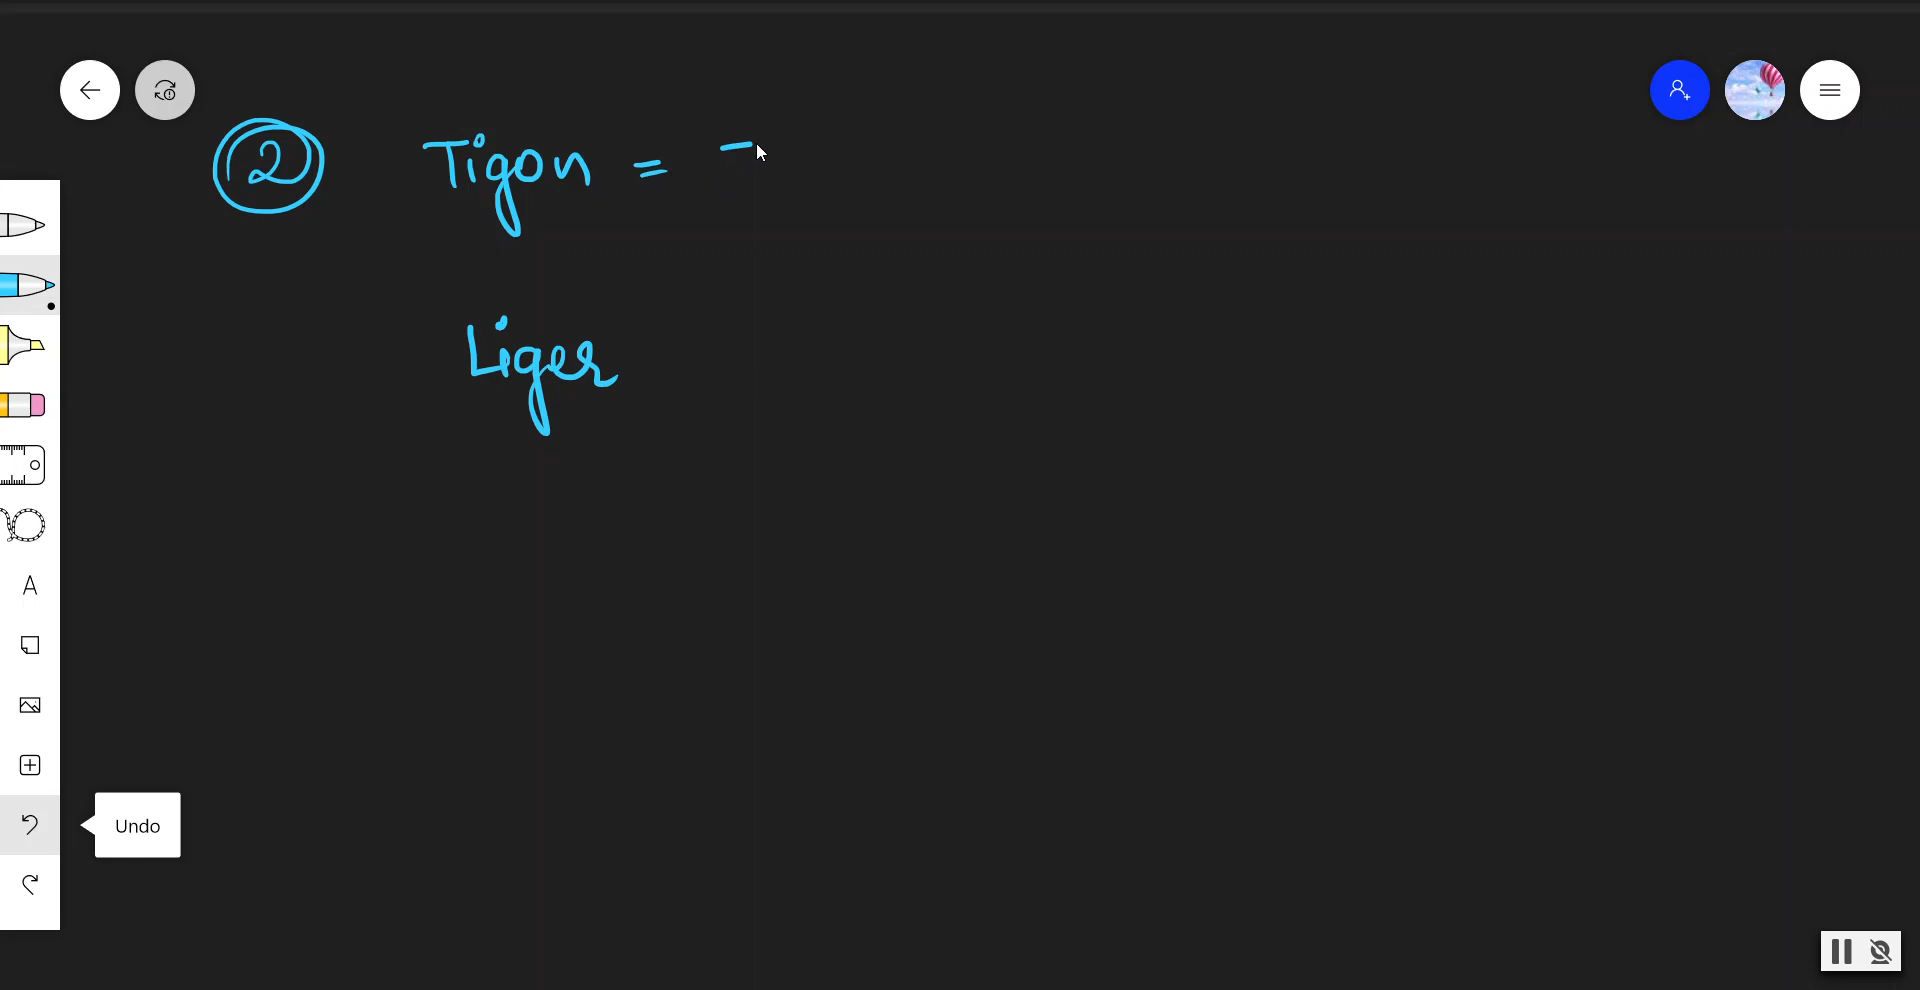 ② Tigon = -
Liger
A
Undo